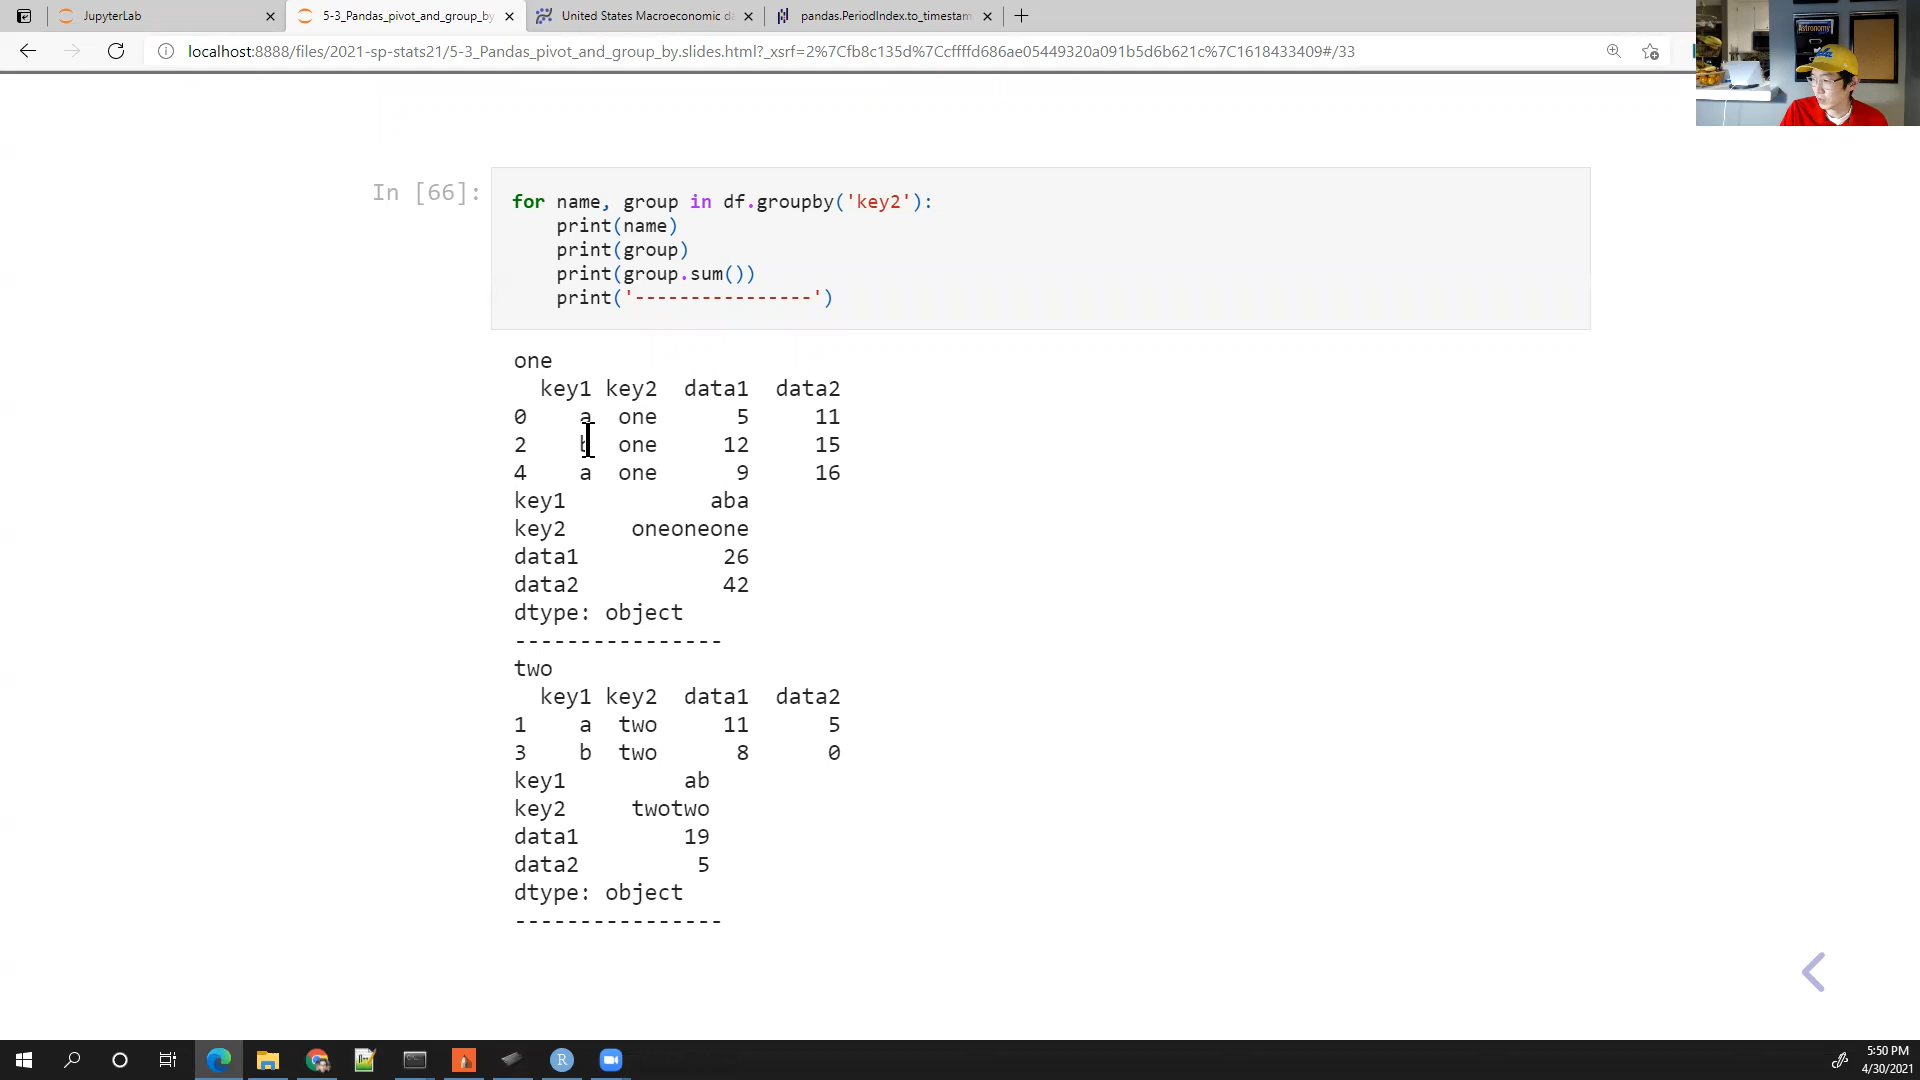 JupyterLab
5-3_Pandas_pivot_and_group_by
United States Macroeconomic da
pandas.PeriodIndex.to_timestam
localhost:8888/files/2021-sp-stats21/5-3_Pandas_pivot_and_group_by.slides.html?_xsrf=2%7Cfb8c135d%7Ccffffd686ae05449320a091b5d6b621c%7C1618433409#/33
Astronomy
In [66]:
for name, group in df.groupby('key2'):
    print(name)
    print(group)
    print(group.sum())
    print('----------------')
one
  key1 key2  data1  data2
0    a  one      5     11
2    b  one     12     15
4    a  one      9     16
key1           aba
key2     oneoneone
data1           26
data2           42
dtype: object
----------------
two
  key1 key2  data1  data2
1    a  two     11      5
3    b  two      8      0
key1         ab
key2     twotwo
data1        19
data2         5
dtype: object
----------------
R
5:50 PM
4/30/2021